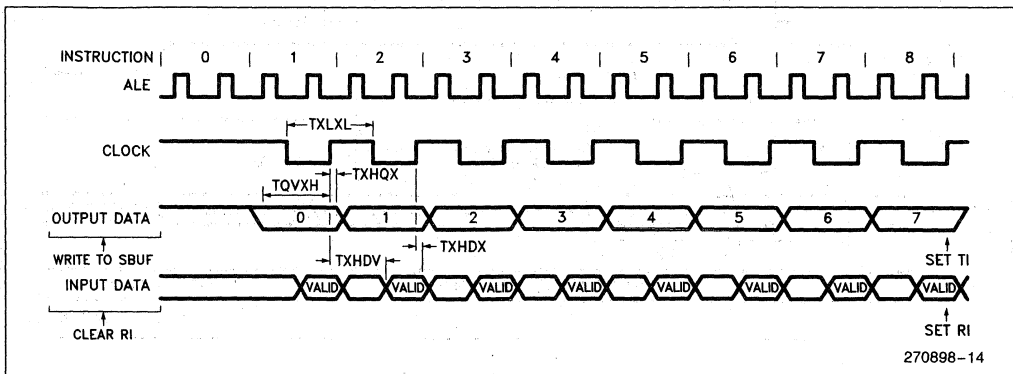 INSTRUCTION | 0 | 1 | 2 | 3 | 4 | 5 | 6 | 7 | 8 |
ALE
TXLXL
CLOCK
TXHQX
TQVXH
OUTPUT DATA 0 1 2 3 4 5 6 7
TXHDX
WRITE TO SBUF TXHDV SET TI
INPUT DATA VALID VALID VALID VALID VALID VALID VALID VALID
CLEAR RI SET RI
270898-14